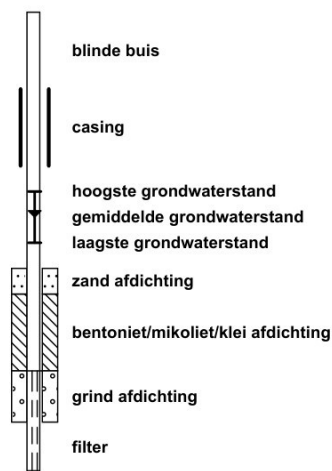 blinde buis
casing
hoogste grondwaterstand
gemiddelde grondwaterstand
laagste grondwaterstand
zand afdichting
bentoniet/mikoliet/klei afdichting
grind afdichting
filter